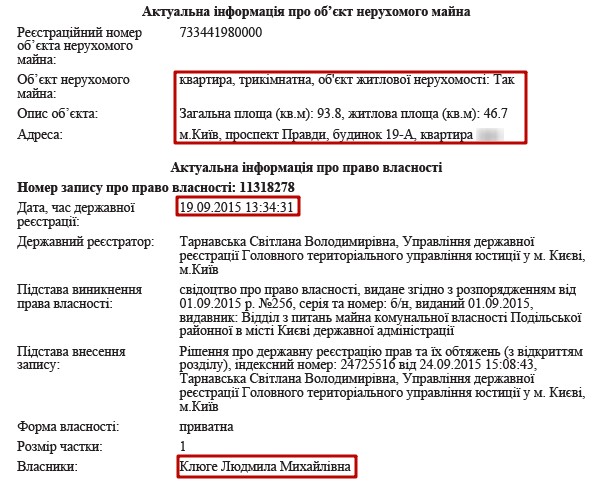 Актуальна інформація про об’єкт нерухомого майна
Реєстраційний номер 733441980000
об’єкта нерухомого
майна:
Об’єкт нерухомого квартира, трикімнатна, об'єкт житлової нерухомості: Так
майна:
Опис об’єкта: Загальна площа (кв.м): 93.8, житлова площа (кв.м): 46.7
Адреса: м.Київ, проспект Правди, будинок 19-А, квартира
Актуальна інформація про право власності
Номер запису про право власності: 11318278
Дата, час державної 19.09.2015 13:34:31
реєстрації:
Державний реєстратор: Тарнавська Світлана Володимирівна, Управління державної
реєстрації Головного територіального управління юстиції у м. Києві,
м.Київ
Підстава виникнення свідоцтво про право власності, видане згідно з розпорядженням від
права власності: 01.09.2015 р. №256, серія та номер: б/н, виданий 01.09.2015,
видавник: Відділ з питань майна комунальної власності Подільської
районної в місті Києві державної адміністрації
Підстава внесення Рішення про державну реєстрацію прав та їх обтяжень (з відкриттям
запису: розділу), індексний номер: 24725516 від 24.09.2015 15:08:43,
Тарнавська Світлана Володимирівна, Управління державної
реєстрації Головного територіального управління юстиції у м. Києві,
м.Київ
Форма власності: приватна
Розмір частки: 1
Власники: Клюге Людмила Михайлівна